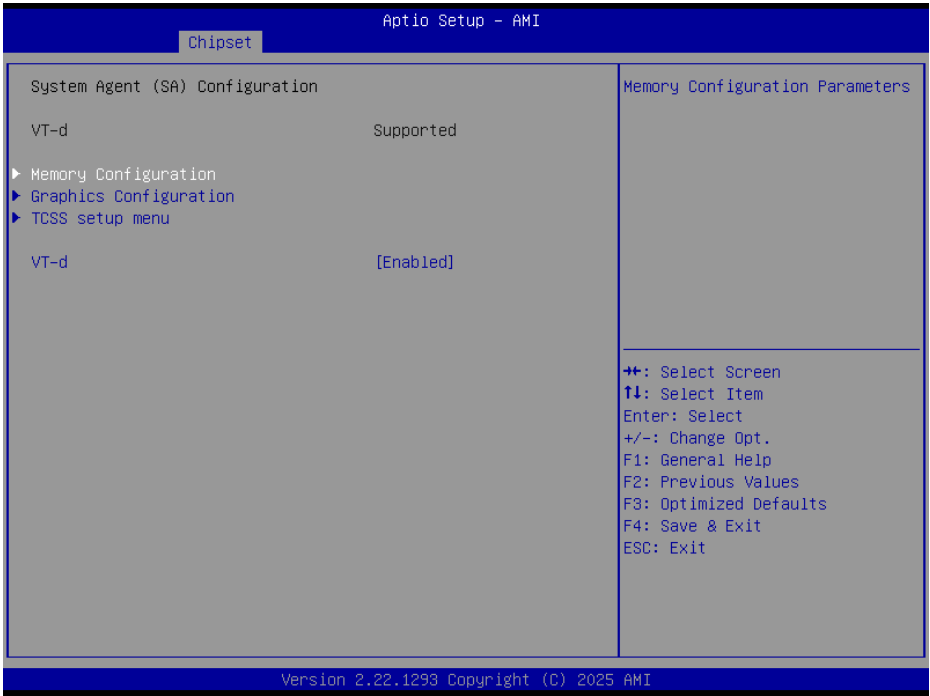 Aptio Setup - AMI
Chipset
System Agent (SA) Configuration
VT-d Supported
Memory Configuration
Graphics Configuration
TCSS setup menu
VT-d [Enabled]
Memory Configuration Parameters
→←: Select Screen
↑↓: Select Item
Enter: Select
+/-: Change Opt.
F1: General Help
F2: Previous Values
F3: Optimized Defaults
F4: Save & Exit
ESC: Exit
Version 2.22.1293 Copyright (C) 2025 AMI